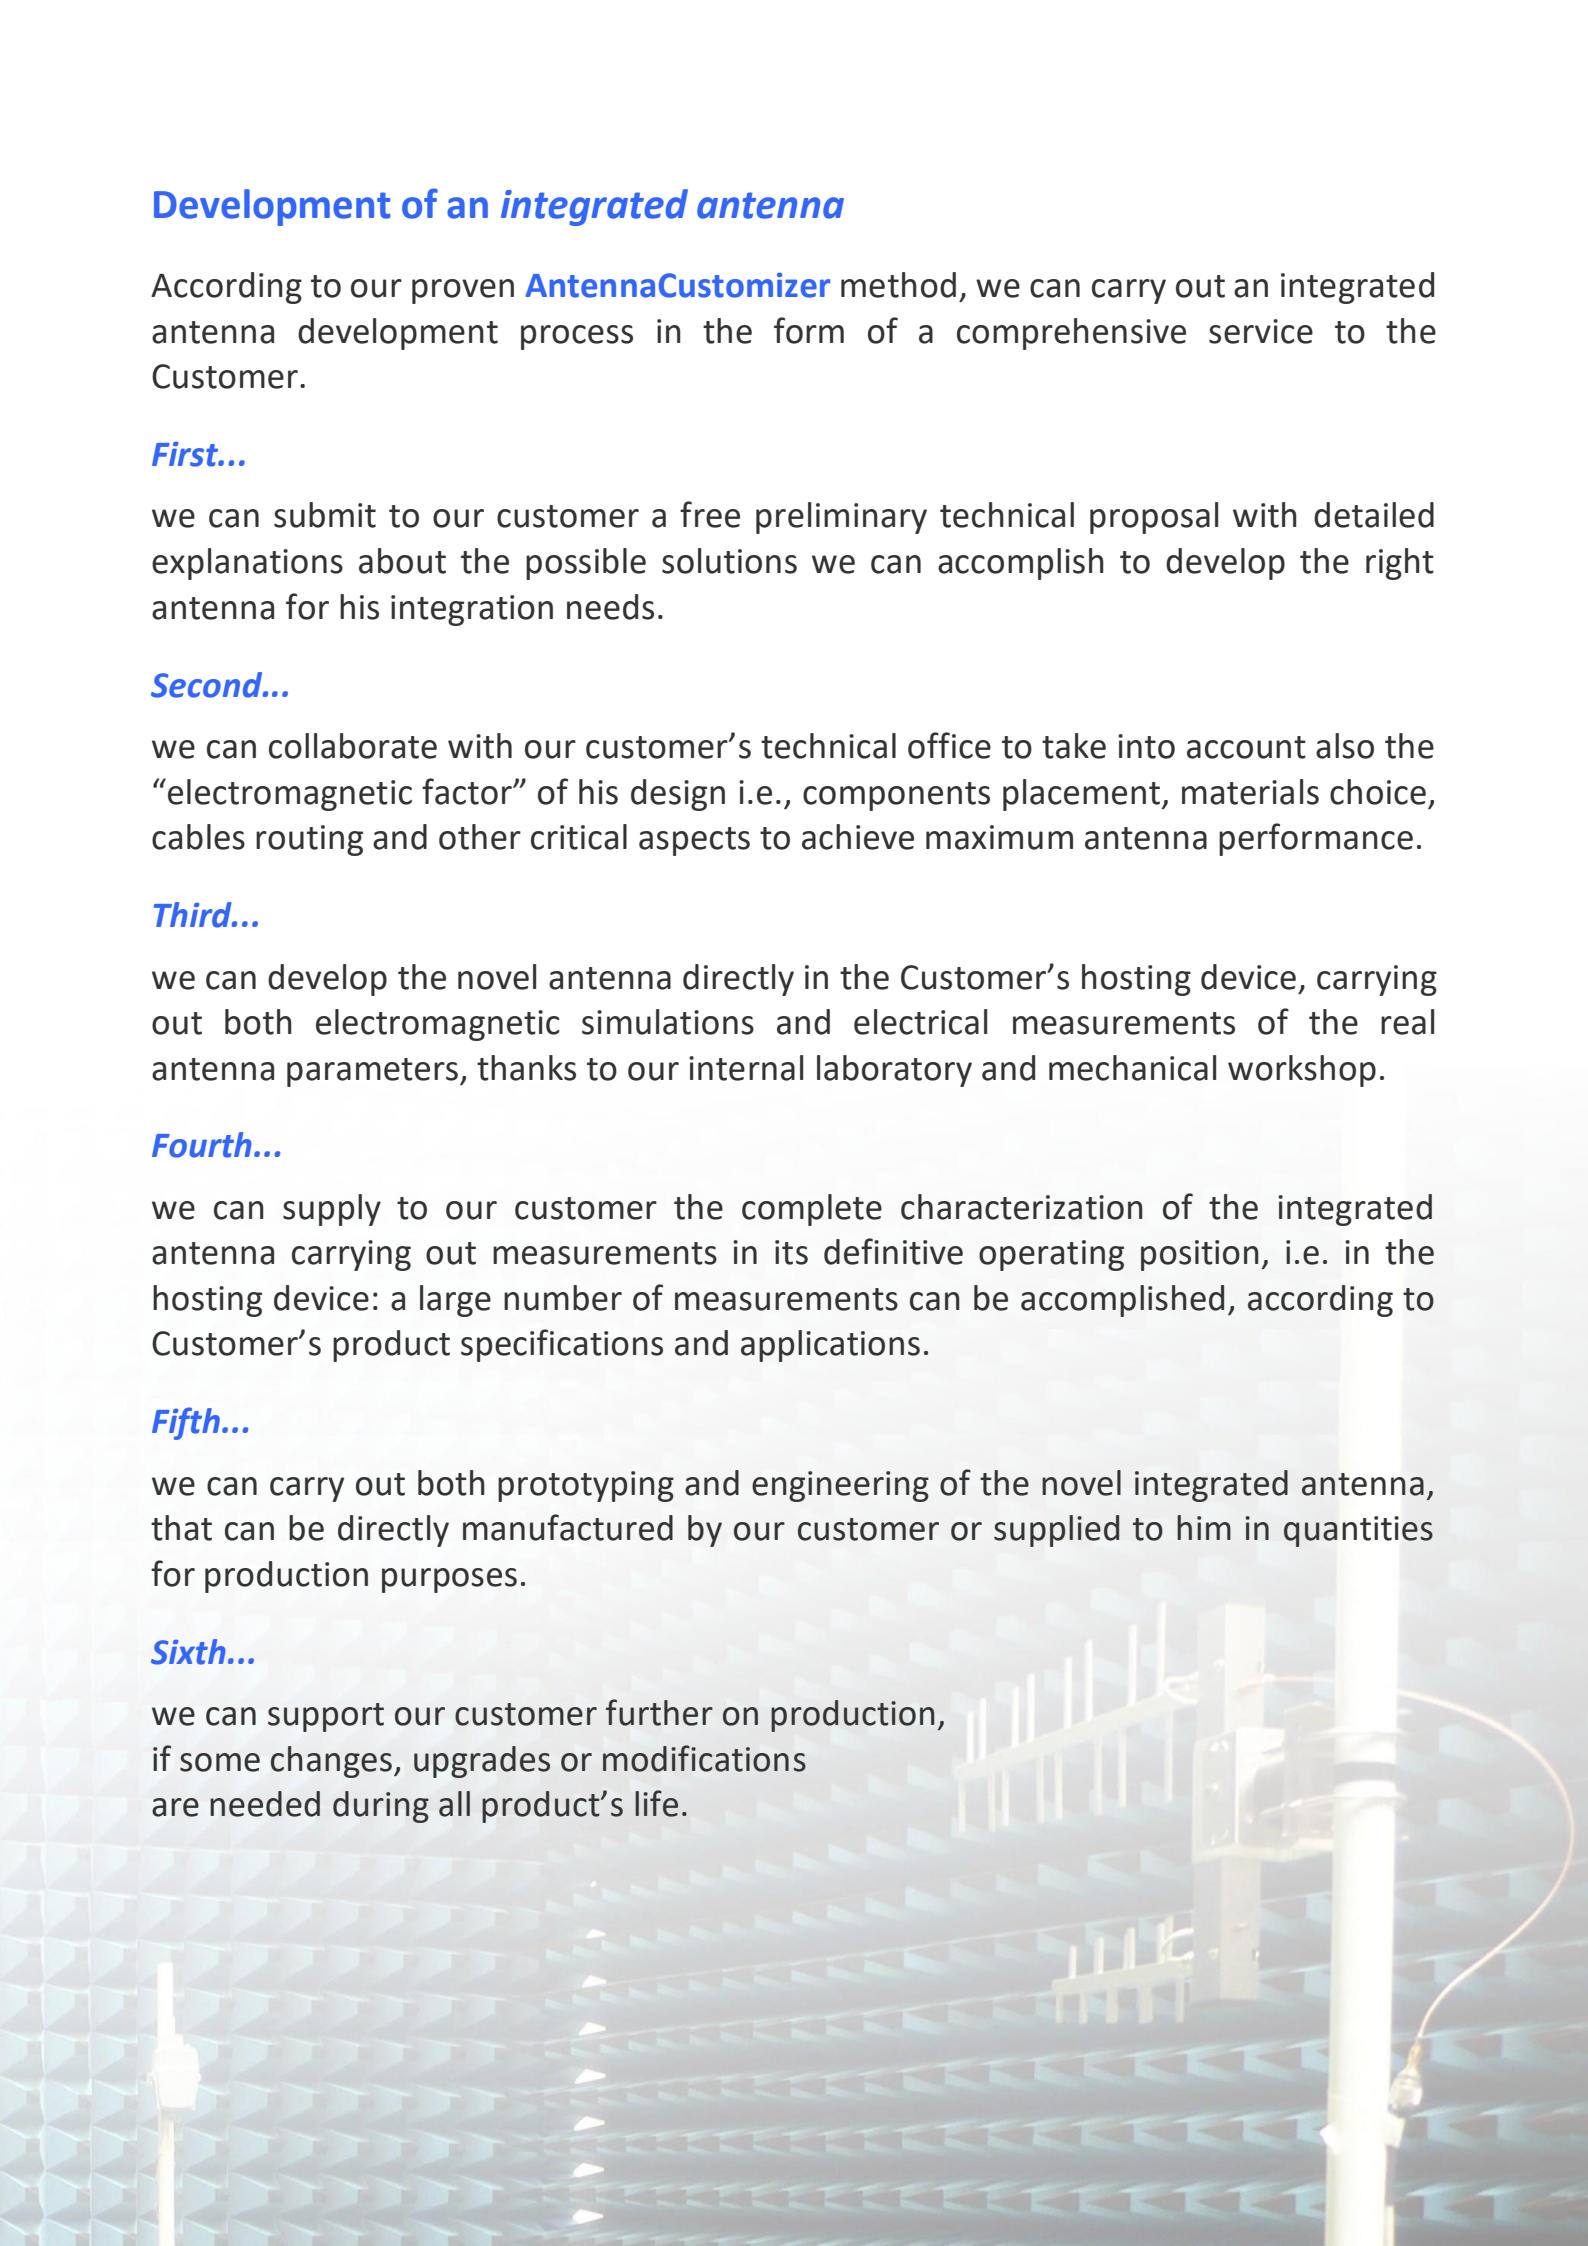 Development of an integrated antenna
According to our proven AntennaCustomizer method, we can carry out an integrated
antenna development process in the form of a comprehensive service to the
Customer.
First...
we can submit to our customer a free preliminary technical proposal with detailed
explanations about the possible solutions we can accomplish to develop the right
antenna for his integration needs.
Second...
we can collaborate with our customer’s technical office to take into account also the
“electromagnetic factor” of his design i.e., components placement, materials choice,
cables routing and other critical aspects to achieve maximum antenna performance.
Third...
we can develop the novel antenna directly in the Customer’s hosting device, carrying
out both electromagnetic simulations and electrical measurements of the real
antenna parameters, thanks to our internal laboratory and mechanical workshop.
Fourth...
we can supply to our customer the complete characterization of the integrated
antenna carrying out measurements in its definitive operating position, i.e. in the
hosting device: a large number of measurements can be accomplished, according to
Customer’s product specifications and applications.
Fifth...
we can carry out both prototyping and engineering of the novel integrated antenna,
that can be directly manufactured by our customer or supplied to him in quantities
for production purposes.
Sixth...
we can support our customer further on production,
if some changes, upgrades or modifications
are needed during all product’s life.